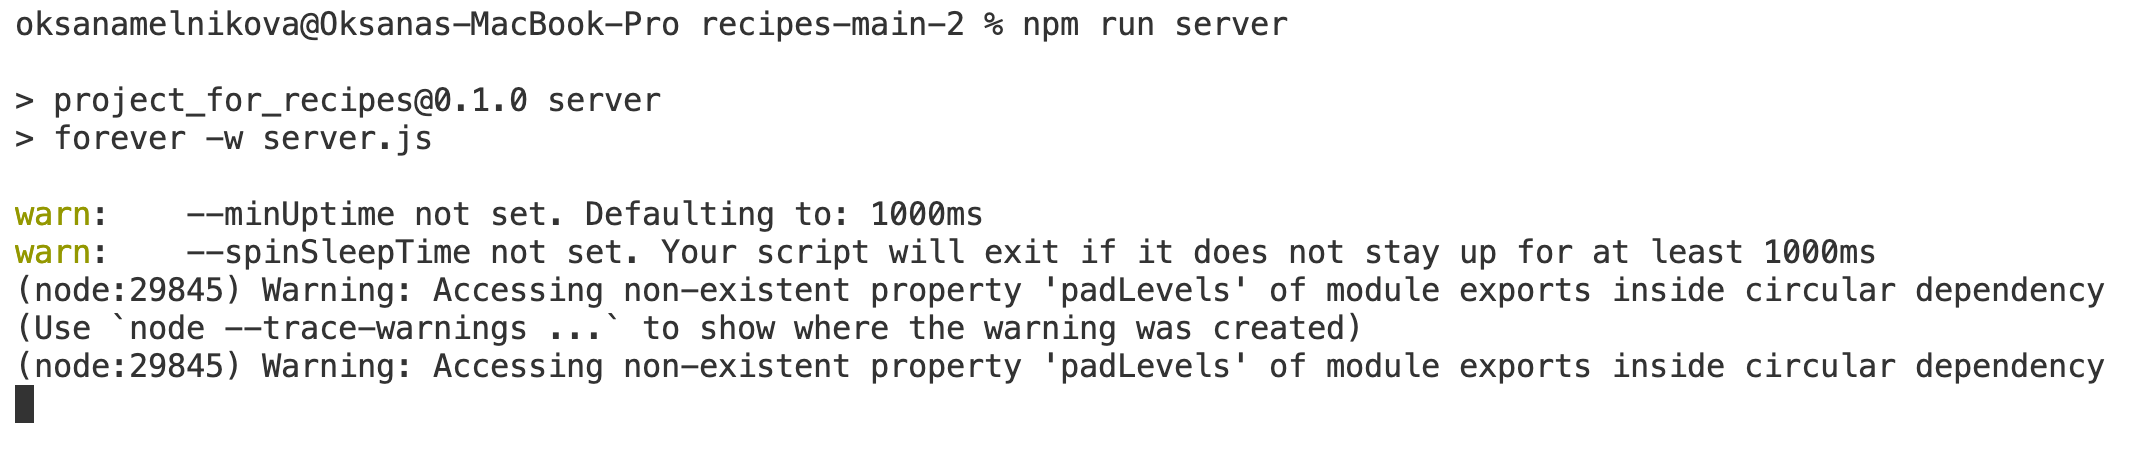 oksanamelnikova@Oksanas-MacBook-Pro recipes-main-2 % npm run server
> project_for_recipes@0.1.0 server
> forever -w server.js
warn:    --minUptime not set. Defaulting to: 1000ms
warn:    --spinSleepTime not set. Your script will exit if it does not stay up for at least 1000ms
(node:29845) Warning: Accessing non-existent property 'padLevels' of module exports inside circular dependency
(Use `node --trace-warnings ...` to show where the warning was created)
(node:29845) Warning: Accessing non-existent property 'padLevels' of module exports inside circular dependency